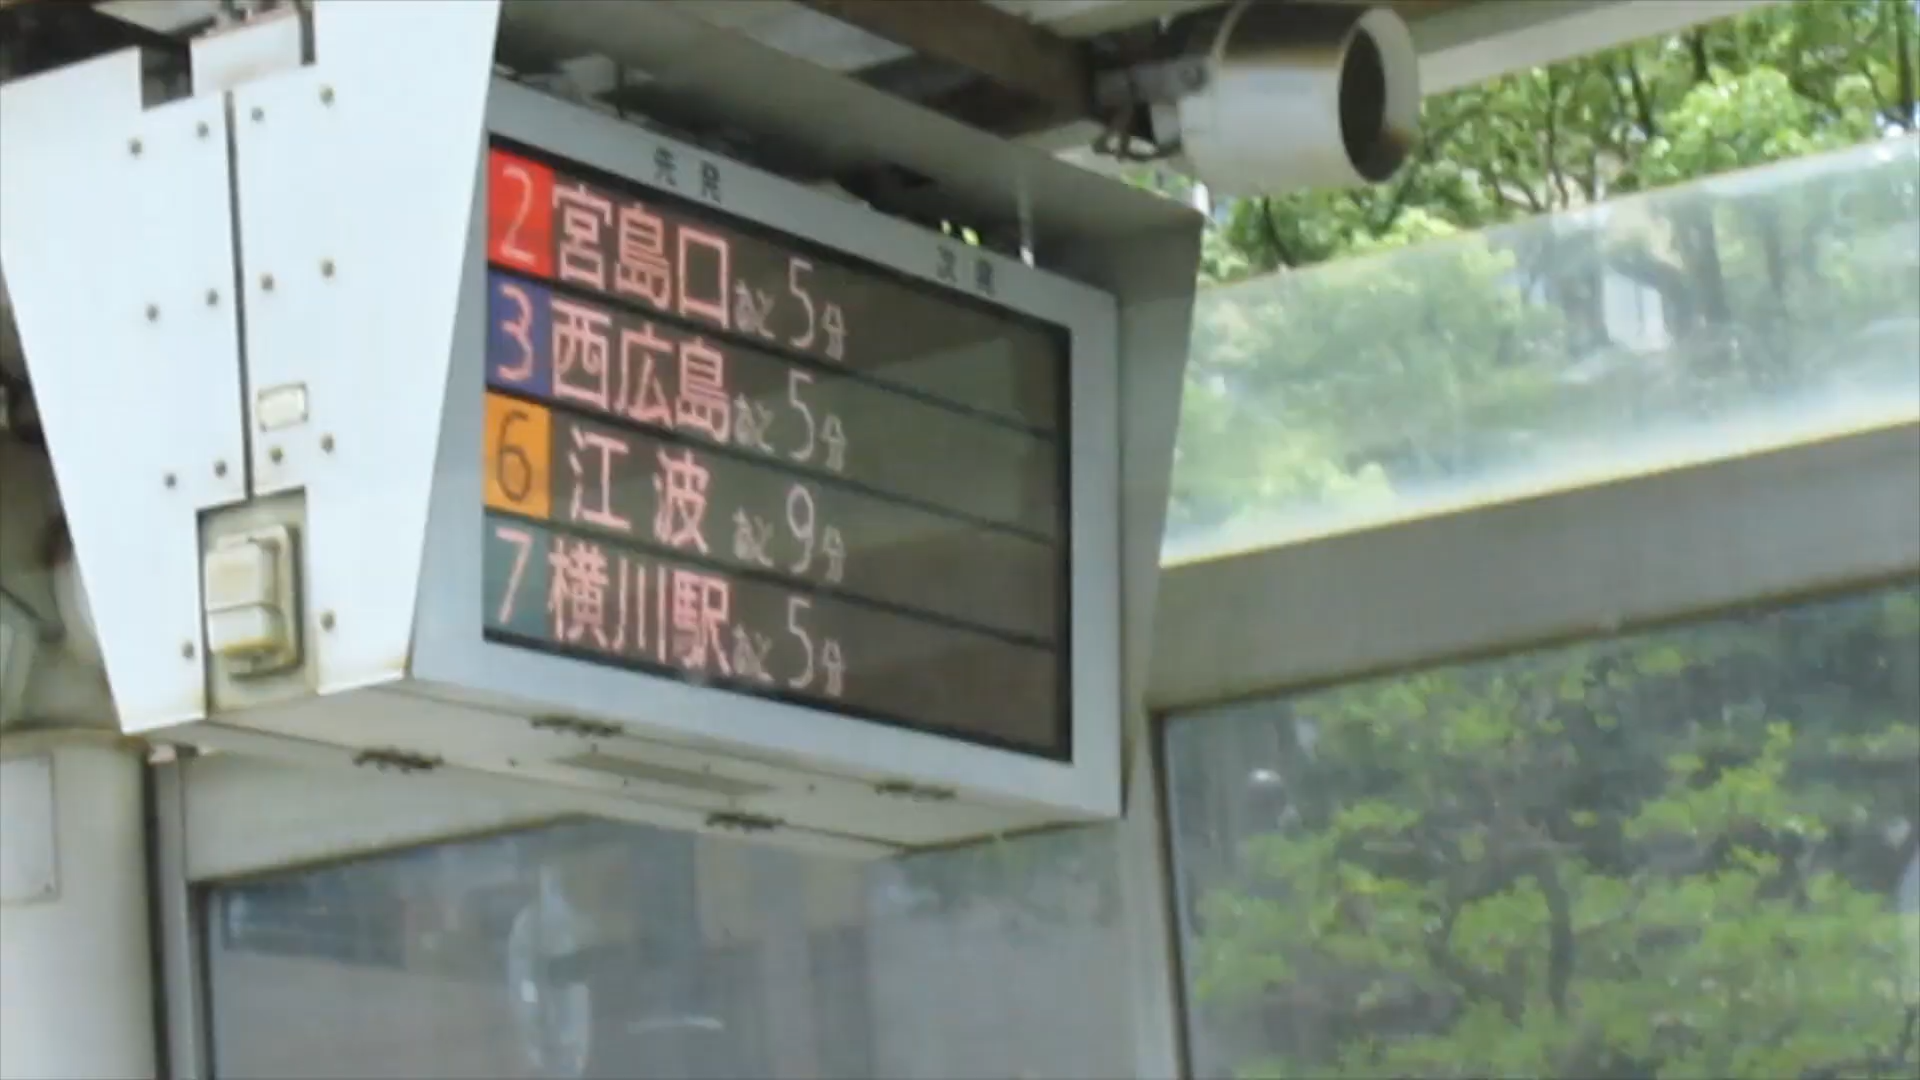 先発 次発
2 宮島口 あと 5分
3 西広島 あと 5分
6 江波 あと 9分
7 横川駅 あと 5分